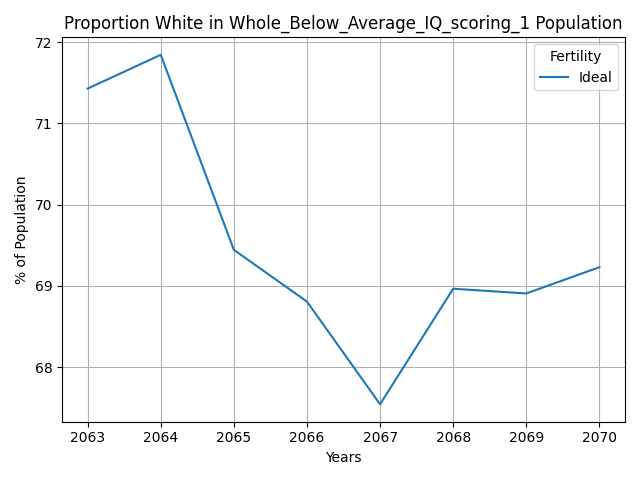 Proportion White in Whole_Below_Average_IQ_scoring_1 Population
Fertility
Ideal
72
71
70
69
68
% of Population
2063 2064 2065 2066 2067 2068 2069 2070
Years